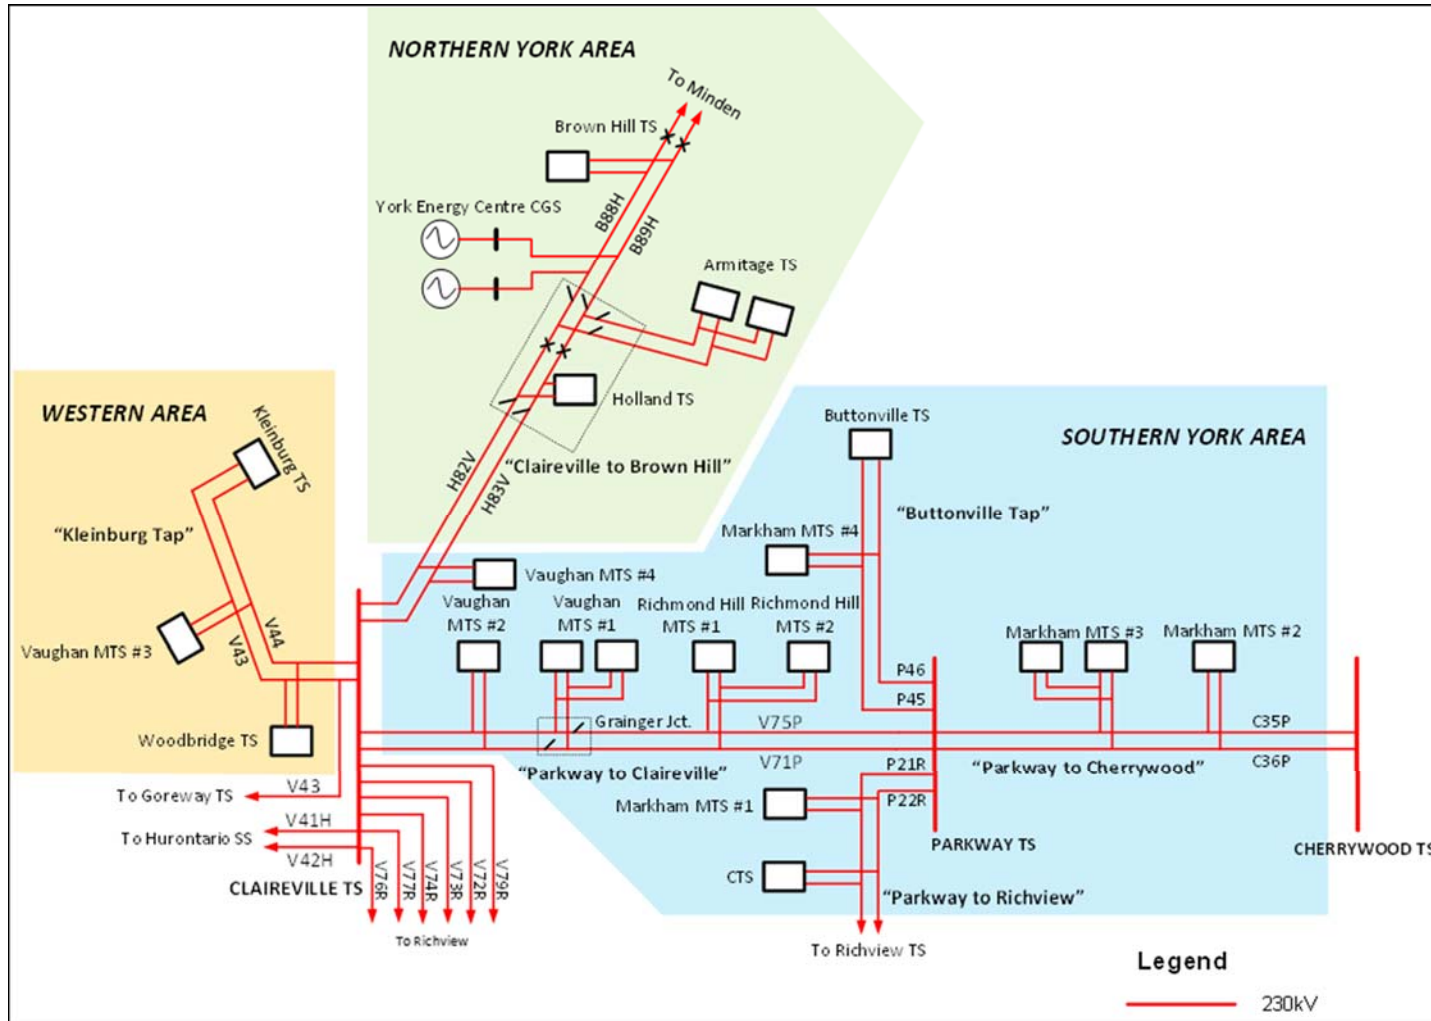 NORTHERN YORK AREA
To Minden
Brown Hill TS
York Energy Centre CGS
B88H
B89H
Armitage TS
Holland TS
"Claireville to Brown Hill"
H82V
H83V
WESTERN AREA
Kleinburg TS
"Kleinburg Tap"
Vaughan MTS #3
V43
V44
Woodbridge TS
SOUTHERN YORK AREA
Buttonville TS
"Buttonville Tap"
Markham MTS #4
Vaughan MTS #4
Vaughan
MTS #2
Vaughan
MTS #1
Richmond Hill
MTS #1
Richmond Hill
MTS #2
Markham MTS #3
Markham MTS #2
P46
P45
Grainger Jct.
V75P
C35P
V71P
C36P
"Parkway to Claireville"
P21R
"Parkway to Cherrywood"
P22R
Markham MTS #1
PARKWAY TS
CHERRYWOOD TS
CTS
"Parkway to Richview"
To Richview TS
To Goreway TS
V43
V41H
To Hurontario SS
V42H
CLAIREVILLE TS
V76R
V77R
V74R
V73R
V72R
V79R
To Richview
Legend
230kV